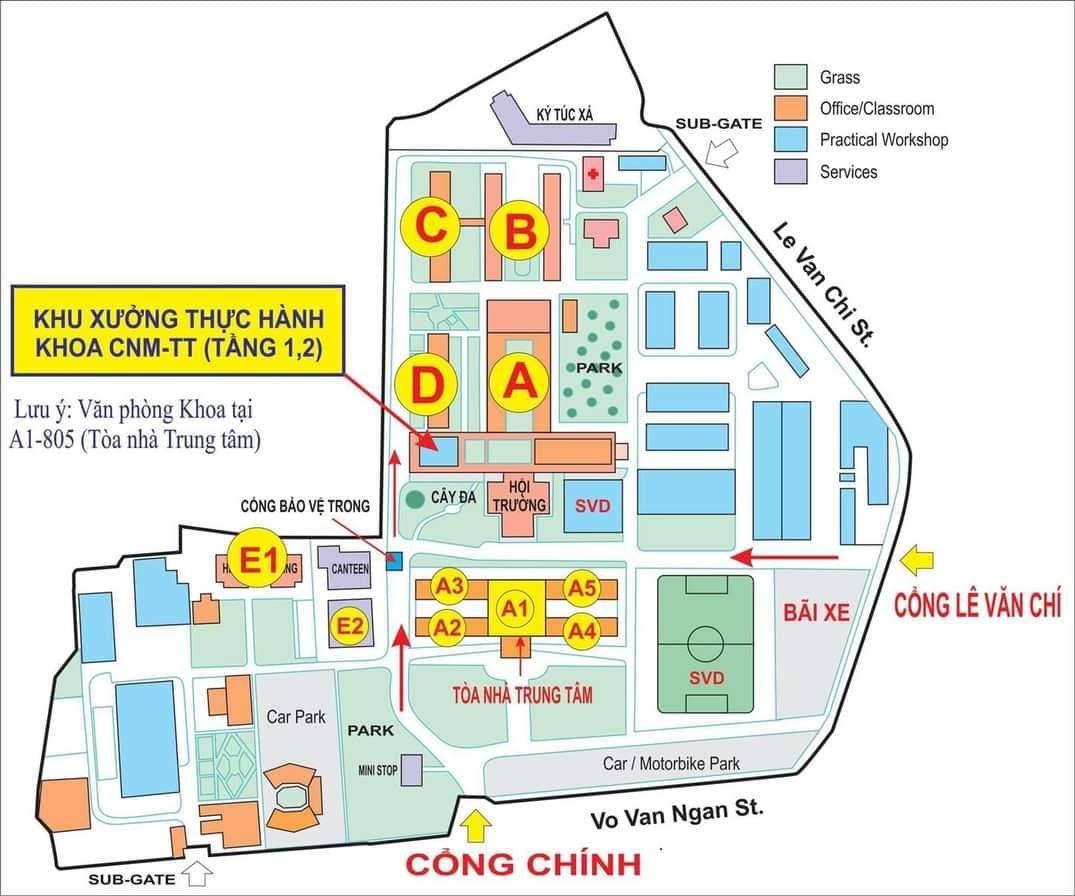 KÝ TÚC XÁ
SUB-GATE
Grass
Office/Classroom
Practical Workshop
Services
C
B
Le Van Chi St.
KHU XƯỞNG THỰC HÀNH
KHOA CNM-TT (TẦNG 1,2)
Lưu ý: Văn phòng Khoa tại
A1-805 (Tòa nhà Trung tâm)
D
A
PARK
CÂY ĐA
HỘI
TRƯỜNG
SVD
CỔNG BẢO VỆ TRONG
E1
CANTEEN
E2
A3
A1
A5
A2
A4
TÒA NHÀ TRUNG TÂM
BÃI XE
CỔNG LÊ VĂN CHÍ
SVD
Car Park
PARK
MINI STOP
Car / Motorbike Park
Vo Van Ngan St.
CỔNG CHÍNH
SUB-GATE